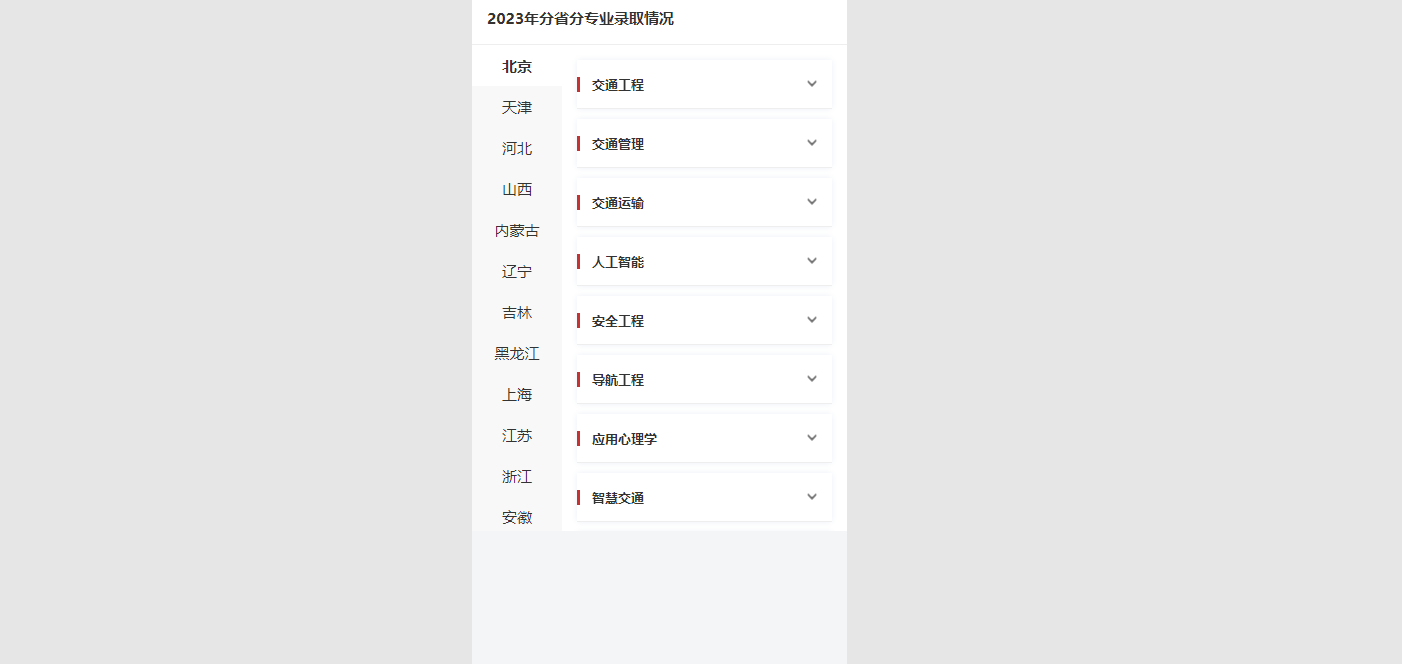 2023年分省分专业录取情况
北京
天津
河北
山西
内蒙古
辽宁
吉林
黑龙江
上海
江苏
浙江
安徽
交通工程
交通管理
交通运输
人工智能
安全工程
导航工程
应用心理学
智慧交通